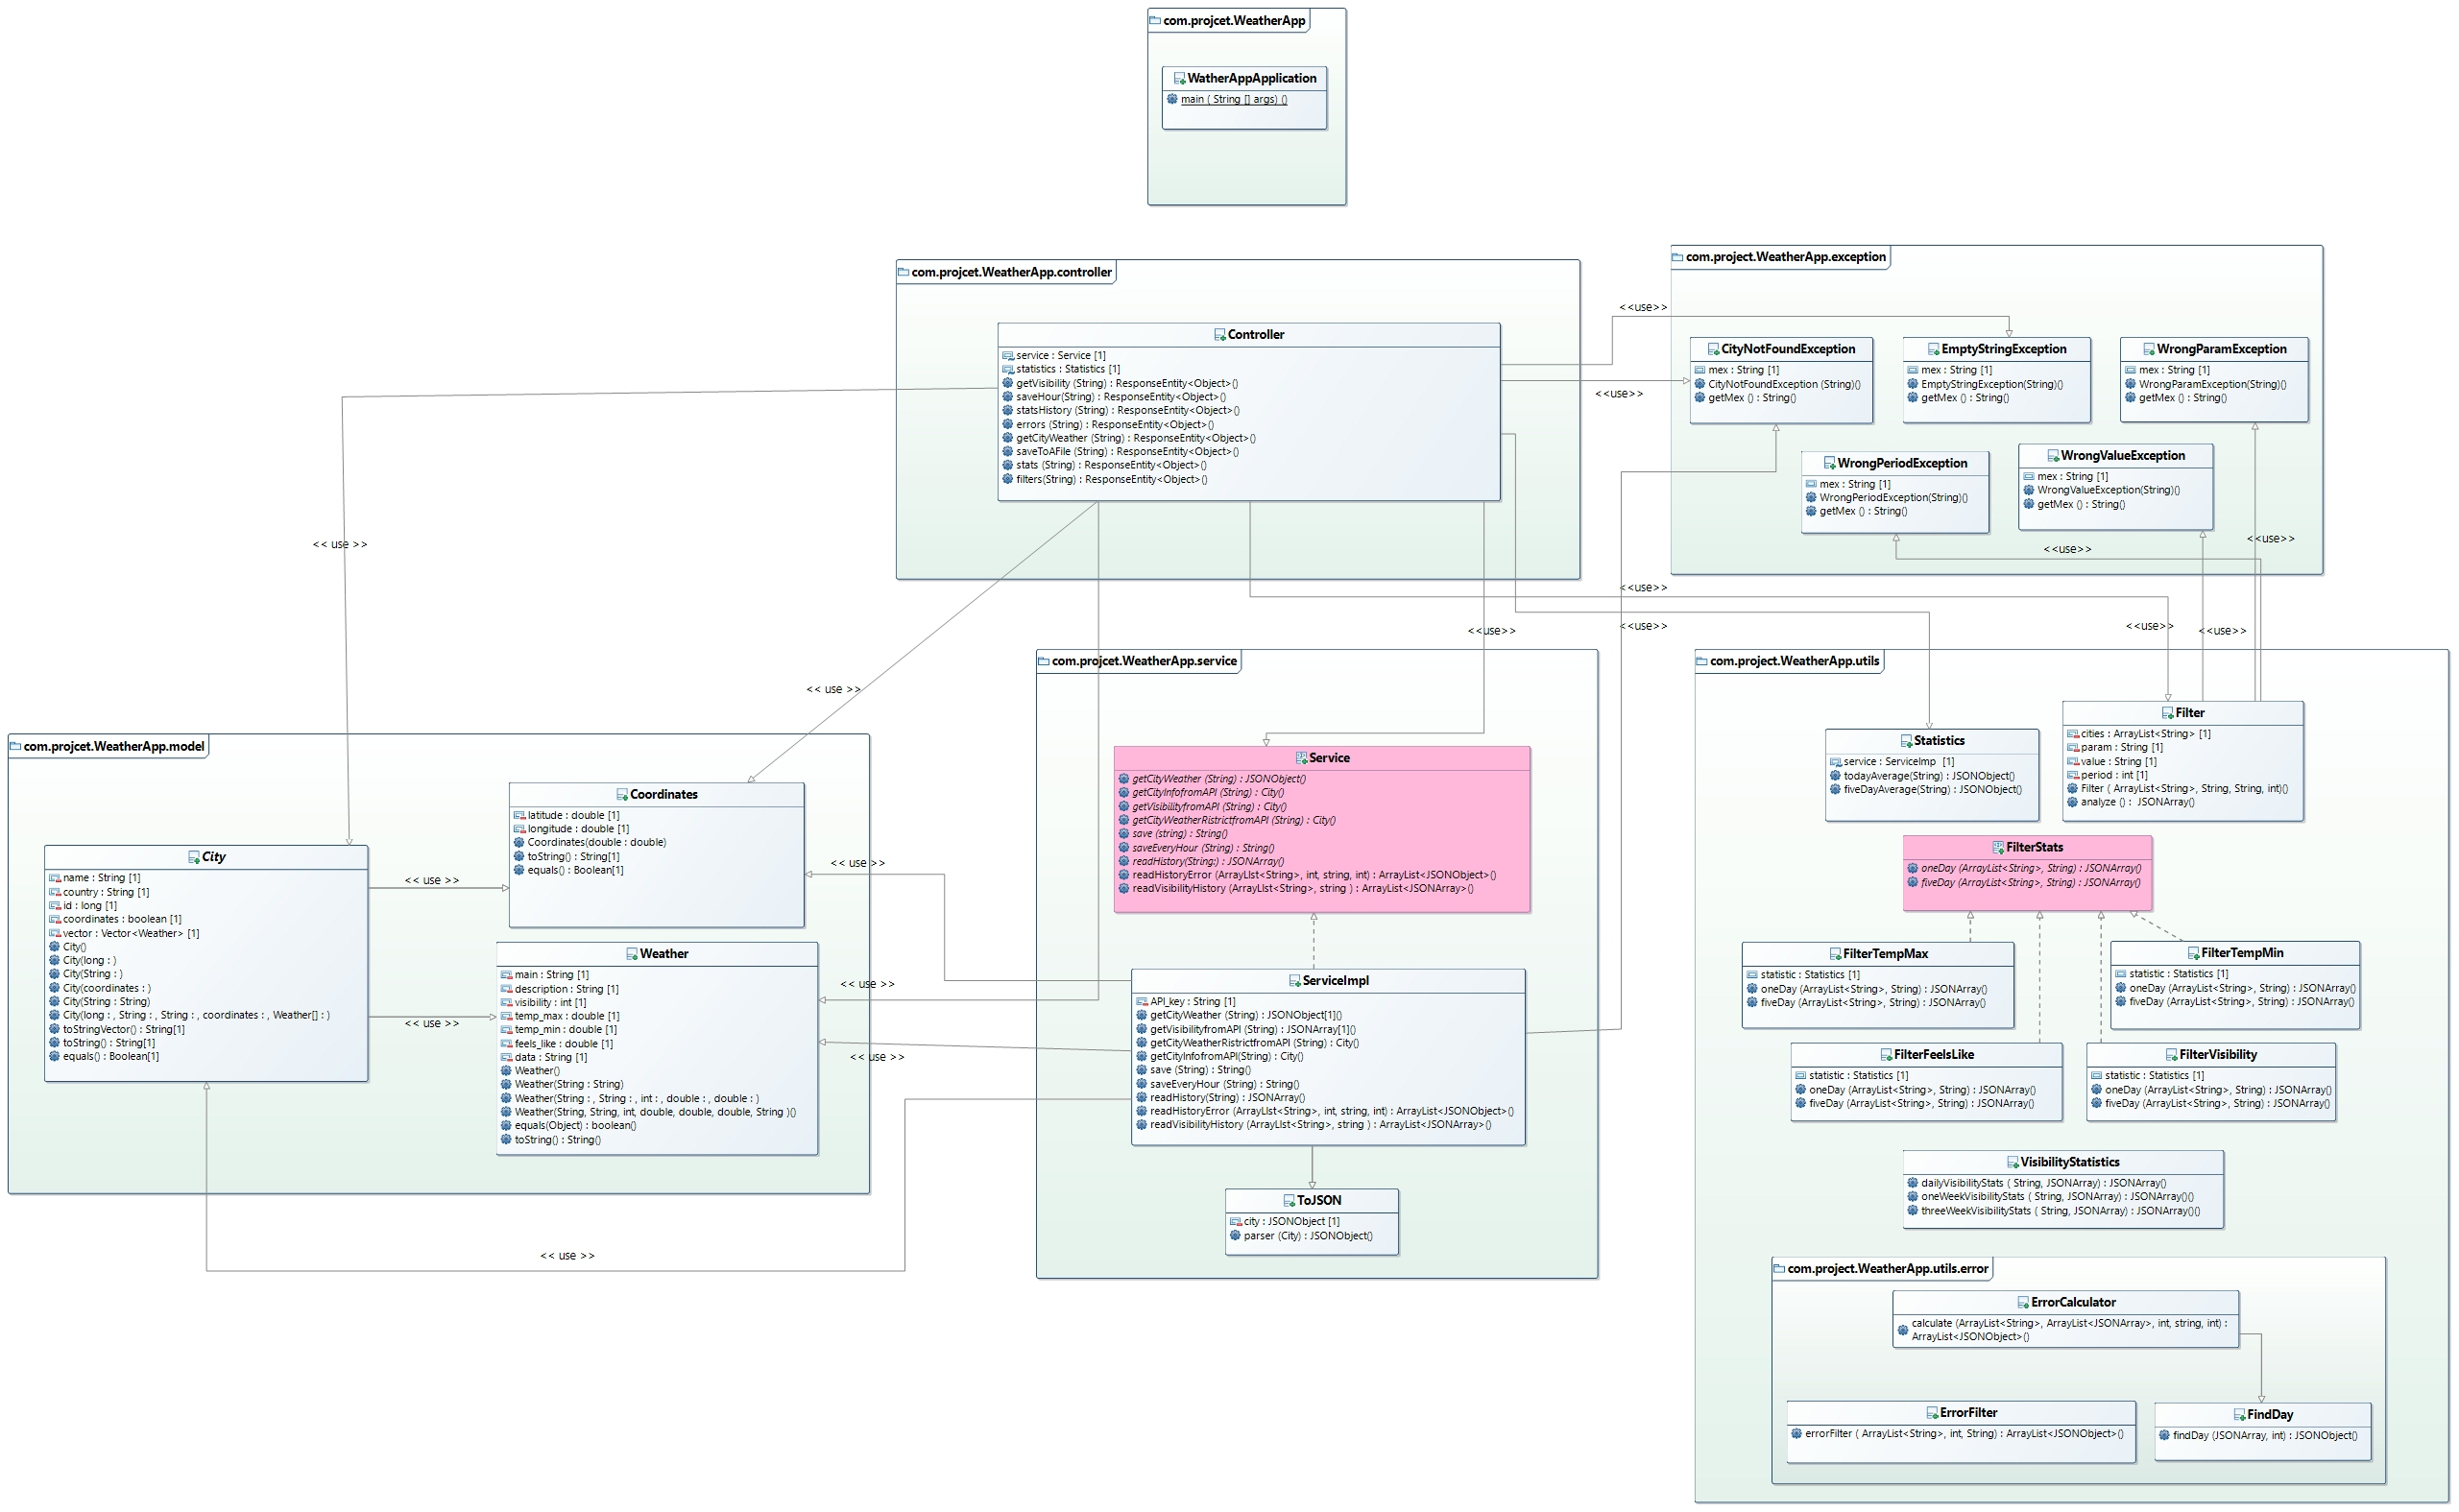 com.projcet.WeatherApp
WatherAppApplication
main ( String [] args) ()
com.projcet.WeatherApp.controller
Controller
service : Service [1]
statistics : Statistics [1]
getVisibility (String) : ResponseEntity<Object>()
saveHour(String) : ResponseEntity<Object>()
statsHistory (String) : ResponseEntity<Object>()
errors (String) : ResponseEntity<Object>()
getCityWeather (String) : ResponseEntity<Object>()
saveToAFile (String) : ResponseEntity<Object>()
stats (String) : ResponseEntity<Object>()
filters(String) : ResponseEntity<Object>()
com.project.WeatherApp.exception
<<use>>
<<use>>
CityNotFoundException
mex : String [1]
CityNotFoundException (String)()
getMex () : String()
EmptyStringException
mex : String [1]
EmptyStringException(String)()
getMex () : String()
WrongParamException
mex : String [1]
WrongParamException(String)()
getMex () : String()
WrongPeriodException
mex : String [1]
WrongPeriodException(String)()
getMex () : String()
WrongValueException
mex : String [1]
WrongValueException(String)()
getMex () : String()
<<use>>
<<use>>
<< use >>
<<use>>
<<use>>
<<use>>
<<use>>
<<use>>
<< use >>
com.projcet.WeatherApp.model
City
name : String [1]
country : String [1]
id : long [1]
coordinates : boolean [1]
vector : Vector<Weather> [1]
City()
City(long : )
City(String : )
City(coordinates : )
City(String : String)
City(long : , String : , String : , coordinates : , Weather[] : )
toStringVector() : String[1]
toString() : String[1]
equals() : Boolean[1]
<< use >>
<< use >>
Coordinates
latitude : double [1]
longitude : double [1]
Coordinates(double : double)
toString() : String[1]
equals() : Boolean[1]
Weather
main : String [1]
description : String [1]
visibility : int [1]
temp_max : double [1]
temp_min : double [1]
feels_like : double [1]
data : String [1]
Weather()
Weather(String : String)
Weather(String : , String : , int : , double : , double : )
Weather(String, String, int, double, double, double, String )()
equals(Object) : boolean()
toString() : String()
<< use >>
<< use >>
<< use >>
<< use >>
com.projcet.WeatherApp.service
Service
getCityWeather (String) : JSONObject()
getCityInfofromAPI (String) : City()
getVisibilityfromAPI (String) : City()
getCityWeatherRistrictfromAPI (String) : City()
save (string) : String()
saveEveryHour (String) : String()
readHistory(String;) : JSONArray()
readHistoryError (ArrayLIst<String>, int, string, int) : ArrayList<JSONObject>()
readVisibilityHistory (ArrayLIst<String>, string ) : ArrayList<JSONArray>()
ServiceImpl
API_key : String [1]
getCityWeather (String) : JSONObject[1]()
getVisibilityfromAPI (String) : JSONArray[1]()
getCityWeatherRistrictfromAPI (String) : City()
getCityInfofromAPI(String) : City()
save (String) : String()
saveEveryHour (String) : String()
readHistory(String) : JSONArray()
readHistoryError (ArrayLIst<String>, int, string, int) : ArrayList<JSONObject>()
readVisibilityHistory (ArrayLIst<String>, string ) : ArrayList<JSONArray>()
ToJSON
city : JSONObject [1]
parser (City) : JSONObject()
com.project.WeatherApp.utils
Statistics
service : ServiceImp [1]
todayAverage(String) : JSONObject()
fiveDayAverage(String) : JSONObject()
Filter
cities : ArrayList<String> [1]
param : String [1]
value : String [1]
period : int [1]
Filter ( ArrayList<String>, String, String, int)()
analyze () : JSONArray()
FilterStats
oneDay (ArrayList<String>, String) : JSONArray()
fiveDay (ArrayList<String>, String) : JSONArray()
FilterTempMax
statistic : Statistics [1]
oneDay (ArrayList<String>, String) : JSONArray()
fiveDay (ArrayList<String>, String) : JSONArray()
FilterTempMin
statistic : Statistics [1]
oneDay (ArrayList<String>, String) : JSONArray()
fiveDay (ArrayList<String>, String) : JSONArray()
FilterFeelsLike
statistic : Statistics [1]
oneDay (ArrayList<String>, String) : JSONArray()
fiveDay (ArrayList<String>, String) : JSONArray()
FilterVisibility
statistic : Statistics [1]
oneDay (ArrayList<String>, String) : JSONArray()
fiveDay (ArrayList<String>, String) : JSONArray()
VisibilityStatistics
dailyVisibilityStats ( String, JSONArray) : JSONArray()
oneWeekVisibilityStats ( String, JSONArray) : JSONArray()()
threeWeekVisibilityStats ( String, JSONArray) : JSONArray()()
com.project.WeatherApp.utils.error
ErrorCalculator
calculate (ArrayList<String>, ArrayList<JSONArray>, int, string, int) :
ArrayList<JSONObject>()
ErrorFilter
errorFilter ( ArrayList<String>, int, String) : ArrayList<JSONObject>()
FindDay
findDay (JSONArray, int) : JSONObject()